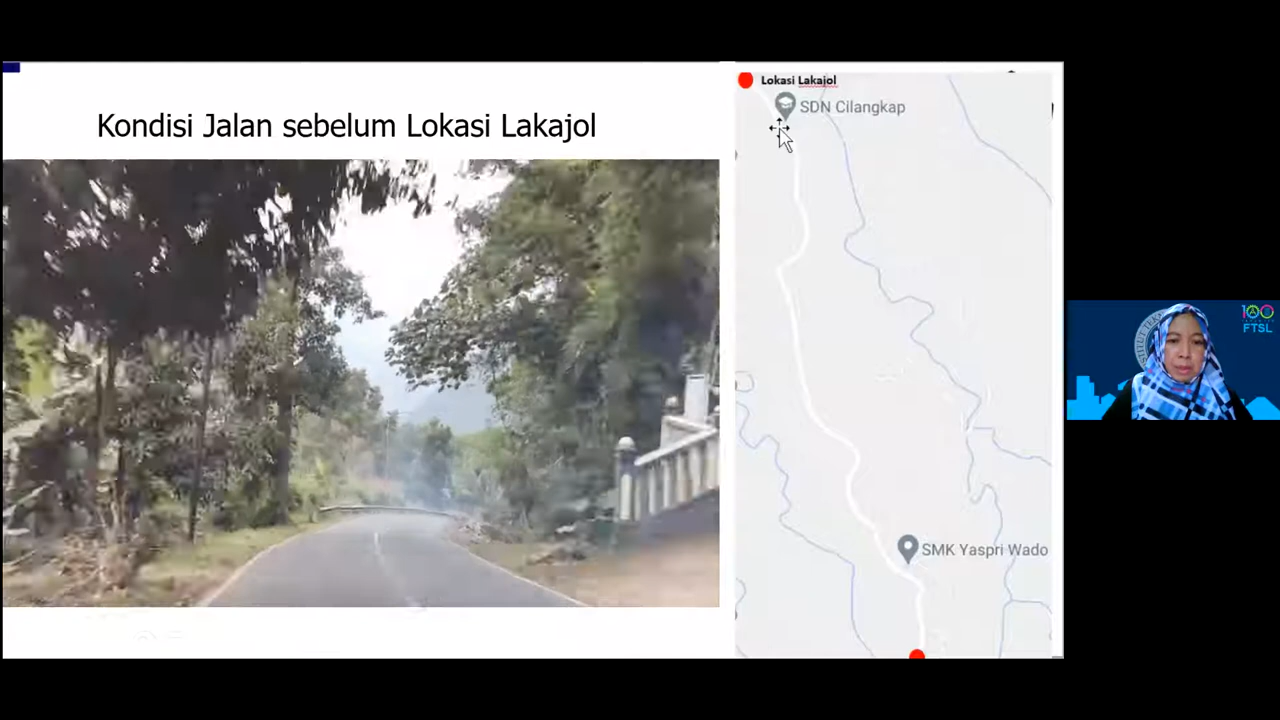 Kondisi Jalan sebelum Lokasi Lakajol
Lokasi Lakajol
SDN Cilangkap
SMK Yaspri Wado
100
FTSL